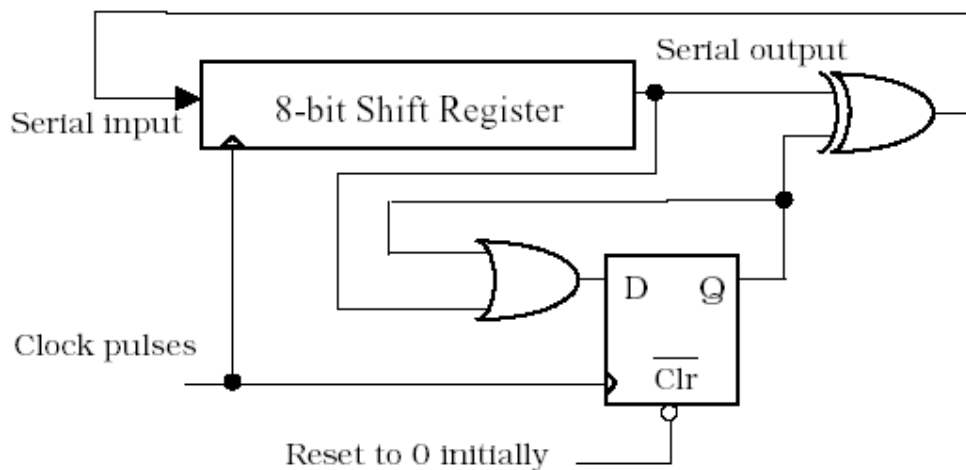 Serial output
8-bit Shift Register
Serial input
D Q
Clock pulses
Clr
Reset to 0 initially